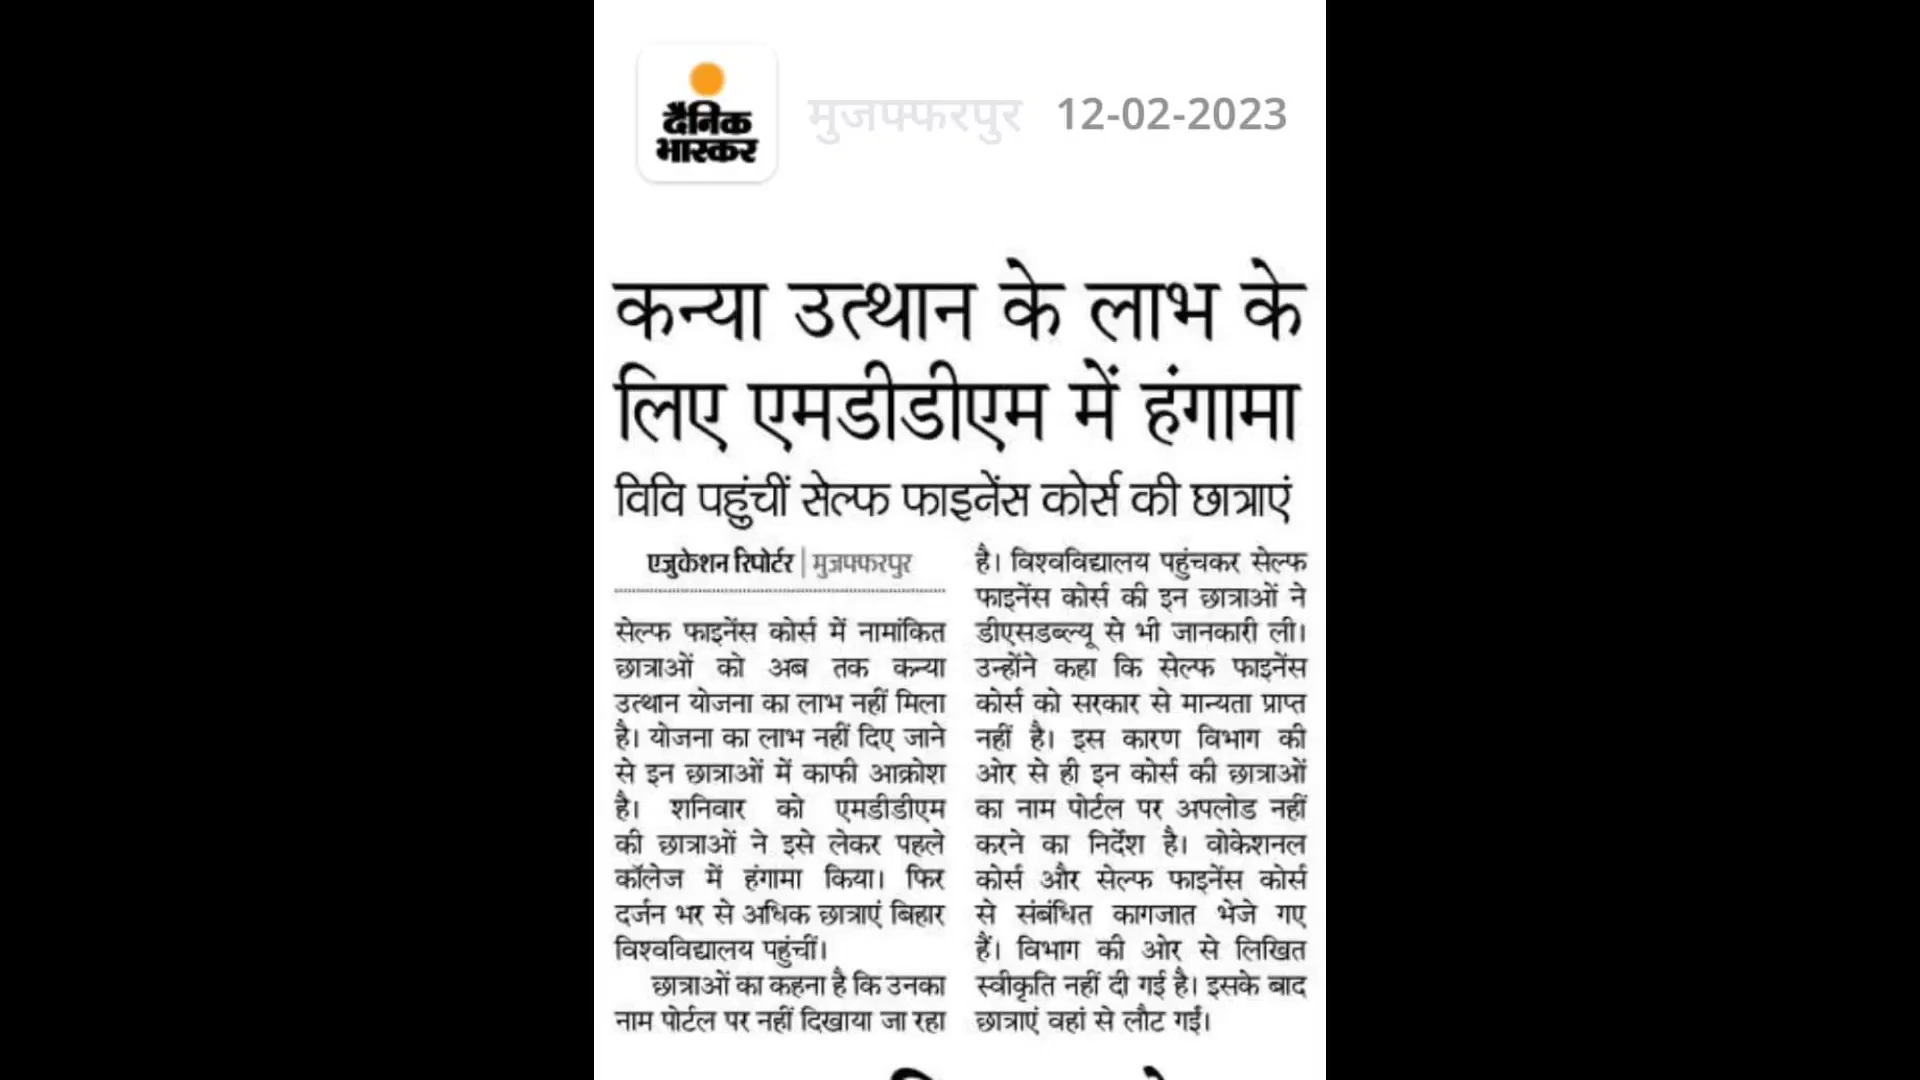 दैनिक
भास्कर
मुजफ्फरपुर 12-02-2023
कन्या उत्थान के लाभ के
लिए एमडीडीएम में हंगामा
विवि पहुंचीं सेल्फ फाइनेंस कोर्स की छात्राएं
एजुकेशन रिपोर्टर | मुजफ्फरपुर
सेल्फ फाइनेंस कोर्स में नामांकित
छात्राओं को अब तक कन्या
उत्थान योजना का लाभ नहीं मिला
है। योजना का लाभ नहीं दिए जाने
से इन छात्राओं में काफी आक्रोश
है। शनिवार को एमडीडीएम
की छात्राओं ने इसे लेकर पहले
कॉलेज में हंगामा किया। फिर
दर्जन भर से अधिक छात्राएं बिहार
विश्वविद्यालय पहुंचीं।
छात्राओं का कहना है कि उनका
नाम पोर्टल पर नहीं दिखाया जा रहा
है। विश्वविद्यालय पहुंचकर सेल्फ
फाइनेंस कोर्स की इन छात्राओं ने
डीएसडब्ल्यू से भी जानकारी ली।
उन्होंने कहा कि सेल्फ फाइनेंस
कोर्स को सरकार से मान्यता प्राप्त
नहीं है। इस कारण विभाग की
ओर से ही इन कोर्स की छात्राओं
का नाम पोर्टल पर अपलोड नहीं
करने का निर्देश है। वोकेशनल
कोर्स और सेल्फ फाइनेंस कोर्स
से संबंधित कागजात भेजे गए
हैं। विभाग की ओर से लिखित
स्वीकृति नहीं दी गई है। इसके बाद
छात्राएं वहां से लौट गईं।